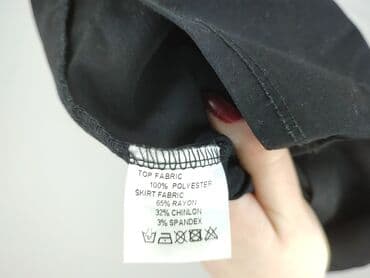 TOP FABRIC
100% POLYESTER
SKIRT FABRIC
65% RAYON
32% CHINLON
3% SPANDEX